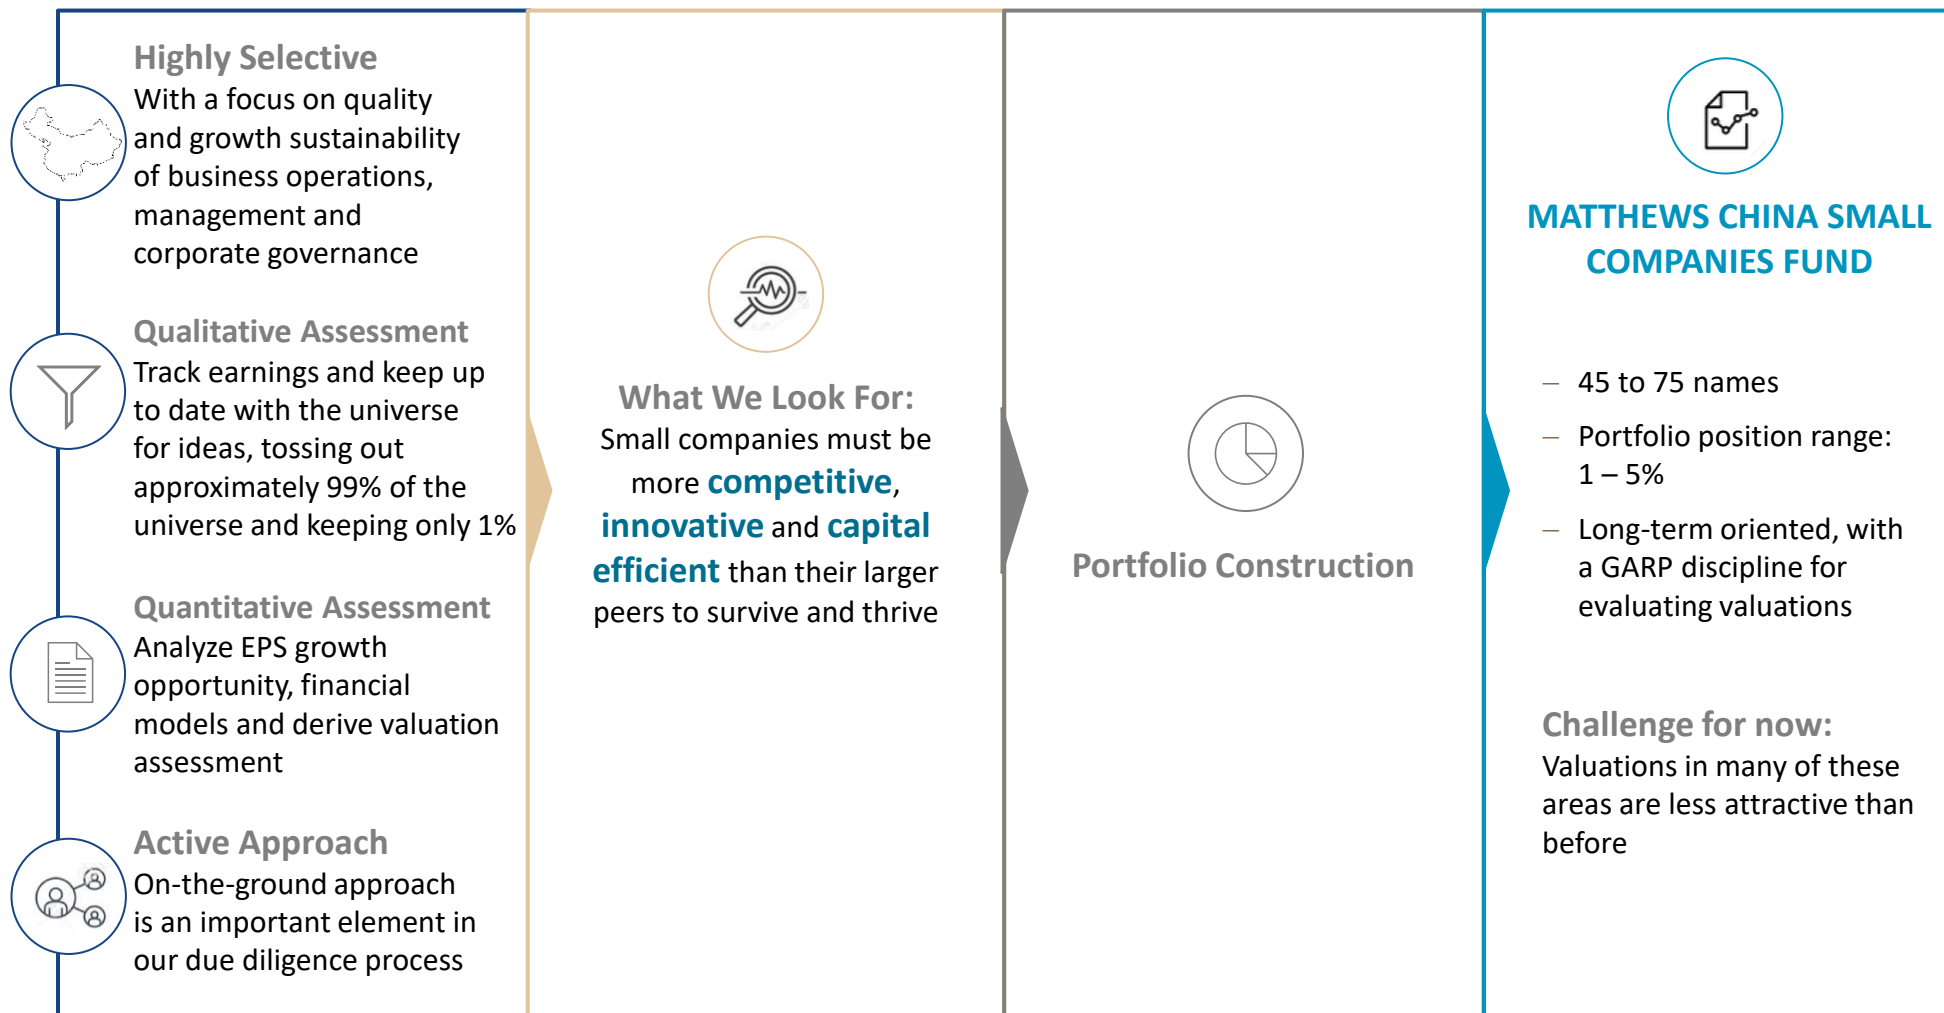 Highly Selective
With a focus on quality
and growth sustainability
of business operations,
management and
corporate governance
Qualitative Assessment
Track earnings and keep up
to date with the universe
for ideas, tossing out
approximately 99% of the
universe and keeping only 1%
Quantitative Assessment
Analyze EPS growth
opportunity, financial
models and derive valuation
assessment
Active Approach
On-the-ground approach
is an important element in
our due diligence process
What We Look For:
Small companies must be
more competitive,
innovative and capital
efficient than their larger
peers to survive and thrive
Portfolio Construction
MATTHEWS CHINA SMALL
COMPANIES FUND
– 45 to 75 names
– Portfolio position range:
1 – 5%
– Long-term oriented, with
a GARP discipline for
evaluating valuations
Challenge for now:
Valuations in many of these
areas are less attractive than
before